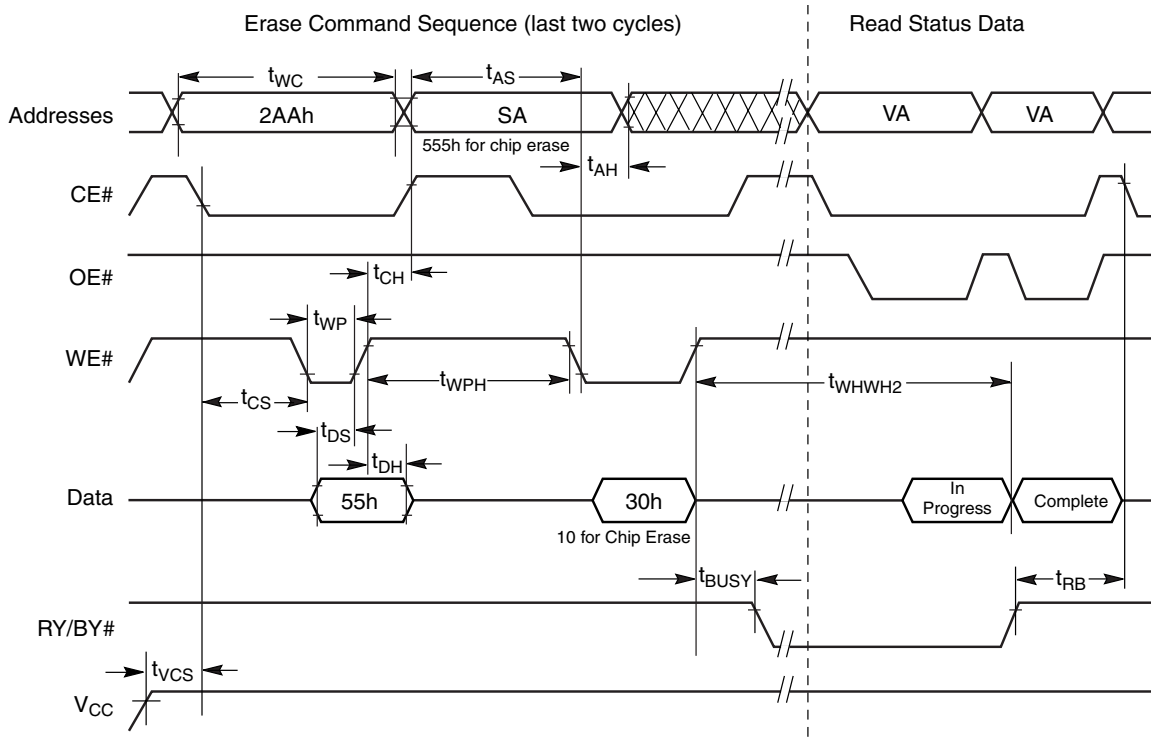 Erase Command Sequence (last two cycles)
Read Status Data
tWC
tAS
Addresses
2AAh
SA
VA
VA
555h for chip erase
tAH
CE#
OE#
tCH
tWP
WE#
tWPH
tWHWH2
tCS
tDS
tDH
Data
55h
30h
In Progress
Complete
10 for Chip Erase
tBUSY
tRB
RY/BY#
tVCS
VCC